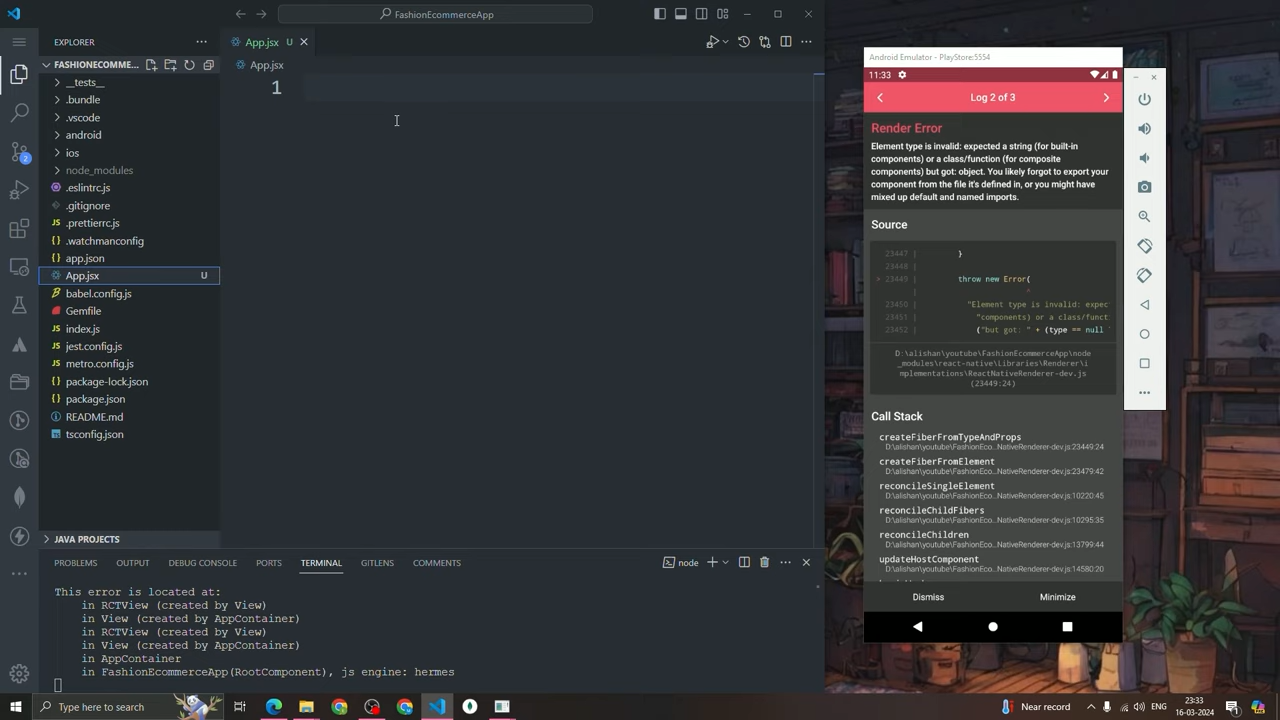 FashionEcommerceApp
EXPLORER
App.jsx U
FASHIONECOMME...
App.jsx
1
__tests__
.bundle
.vscode
android
ios
node_modules
.eslintrc.js
.gitignore
.prettierrc.js
.watchmanconfig
app.json
App.jsx U
babel.config.js
Gemfile
index.js
jest.config.js
metro.config.js
package-lock.json
package.json
README.md
tsconfig.json
JAVA PROJECTS
2
PROBLEMS OUTPUT DEBUG CONSOLE PORTS TERMINAL GITLENS COMMENTS
node
This error is located at:
in RCTView (created by View)
in View (created by AppContainer)
in RCTView (created by View)
in View (created by AppContainer)
in AppContainer
in FashionEcommerceApp(RootComponent), js engine: hermes
Android Emulator - PlayStore:5554
11:33
Log 2 of 3
Render Error
Element type is invalid: expected a string (for built-in
components) or a class/function (for composite
components) but got: object. You likely forgot to export your
component from the file it's defined in, or you might have
mixed up default and named imports.
Source
23447 | }
23448 |
> 23449 | throw new Error(
| ^
23450 | "Element type is invalid: expec
23451 | "components) or a class/funct
23452 | ("but got: " + (type == null
D:\alishan\youtube\FashionEcommerceApp\node
_modules\react-native\Libraries\Renderer\i
mplementations\ReactNativeRenderer-dev.js
(23449:24)
Call Stack
createFiberFromTypeAndProps
D:\alishan\youtube\FashionEco...NativeRenderer-dev.js:23449:24
createFiberFromElement
D:\alishan\youtube\FashionEco...NativeRenderer-dev.js:23479:42
reconcileSingleElement
D:\alishan\youtube\FashionEco...NativeRenderer-dev.js:10220:45
reconcileChildFibers
D:\alishan\youtube\FashionEco...NativeRenderer-dev.js:10295:35
reconcileChildren
D:\alishan\youtube\FashionEco...NativeRenderer-dev.js:13799:44
updateHostComponent
D:\alishan\youtube\FashionEco...NativeRenderer-dev.js:14580:20
Dismiss Minimize
Type here to search
Near record
ENG
23:33
16-03-2024
1